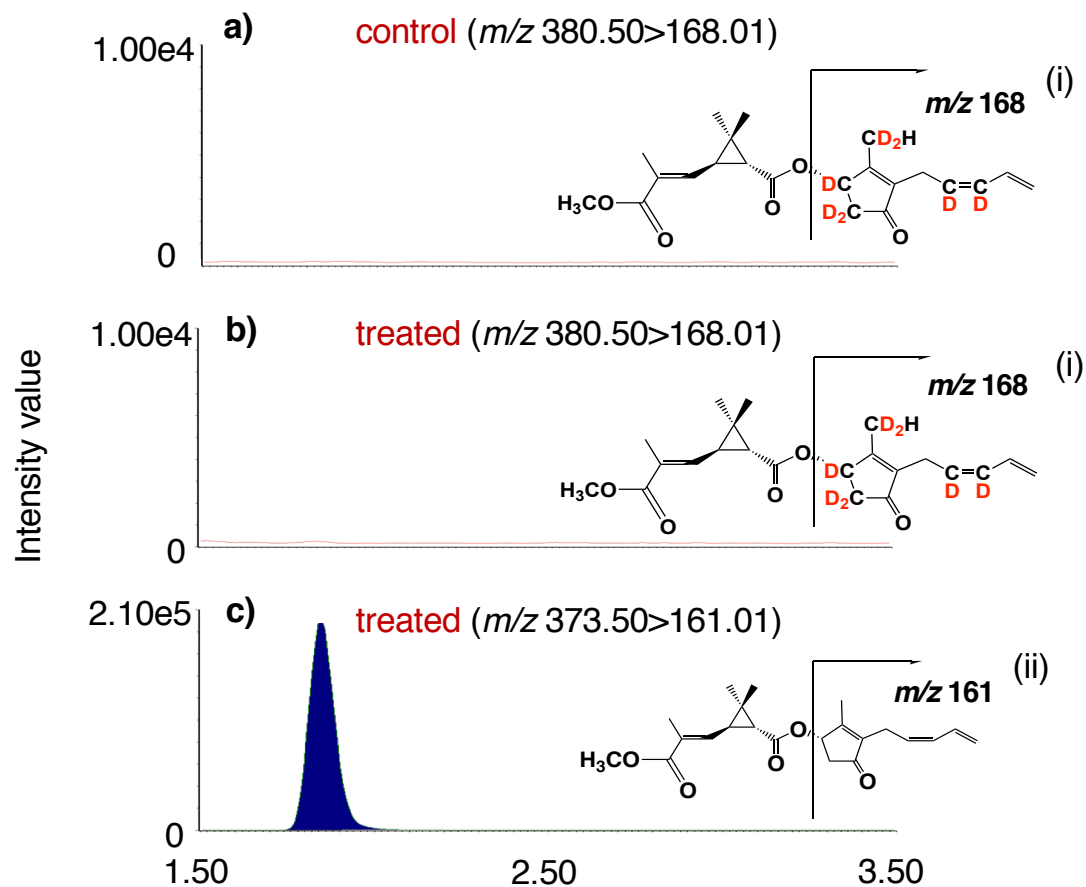 1.00e4
a)
control (m/z 380.50>168.01)
(i)
m/z 168
CD2H
O
DC
D2C
C=C
D D
O
O
H3CO
O
0
1.00e4
b)
treated (m/z 380.50>168.01)
(i)
m/z 168
CD2H
O
DC
D2C
C=C
D D
O
O
H3CO
O
0
Intensity value
2.10e5
c)
treated (m/z 373.50>161.01)
(ii)
m/z 161
O
O
H3CO
O
O
0
1.50 2.50 3.50